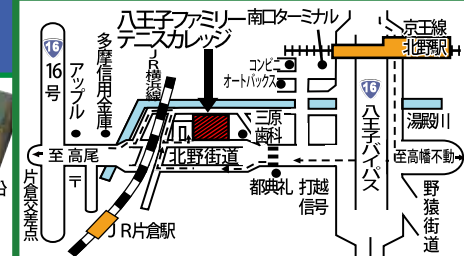 八王子ファミリー
テニスカレッジ
南口ターミナル
京王線
北野駅
16
16号
アップル
多摩信用金庫
JR横浜線
コンビニ
オートバックス
三原
歯科
16
八王子バイパス
湯殿川
至 高尾
〒
北野街道
至高幡不動
片倉交差点
JR片倉駅
都典礼
打越
信号
野猿街道
台